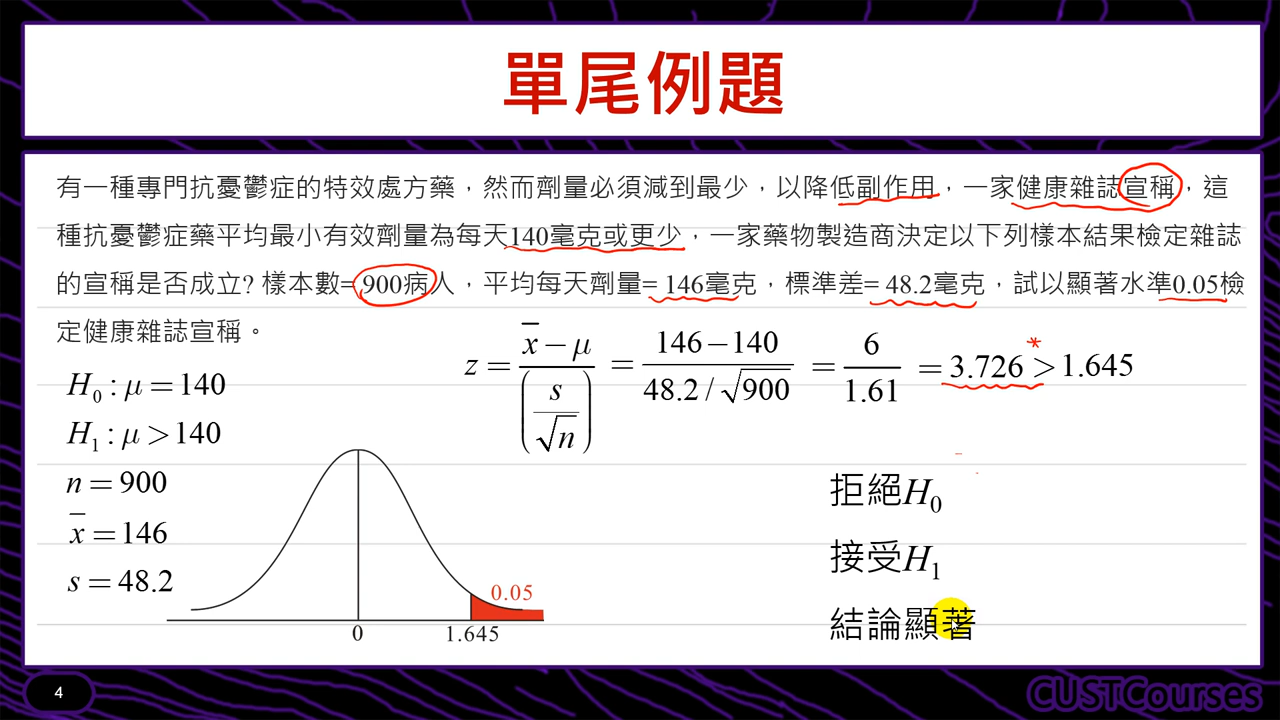 單尾例題
有一種專門抗憂鬱症的特效處方藥，然而劑量必須減到最少，以降低副作用，一家健康雜誌宣稱，這
種抗憂鬱症藥平均最小有效劑量為每天140毫克或更少，一家藥物製造商決定以下列樣本結果檢定雜誌
的宣稱是否成立? 樣本數= 900病人，平均每天劑量= 146毫克，標準差= 48.2毫克，試以顯著水準0.05檢
定健康雜誌宣稱。
z = (x̄ − μ) / (s / √n) = (146 − 140) / (48.2 / √900) = 6 / 1.61 = 3.726 * > 1.645
H₀ : μ = 140
H₁ : μ > 140
n = 900
x̄ = 146
s = 48.2
0.05
0 1.645
拒絕H₀
接受H₁
結論顯著
4
CUSTCourses